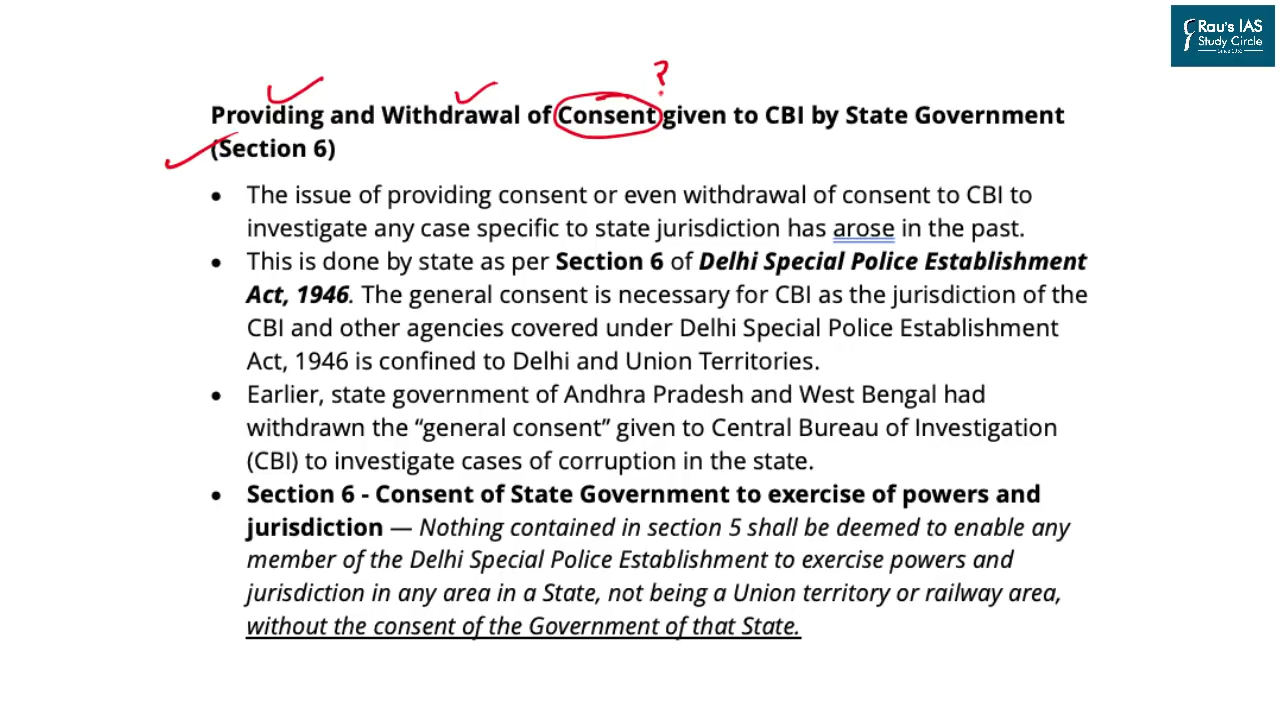 Rau's IAS
Study Circle
?
Providing and Withdrawal of Consent given to CBI by State Government
(Section 6)
• The issue of providing consent or even withdrawal of consent to CBI to
investigate any case specific to state jurisdiction has arose in the past.
• This is done by state as per Section 6 of Delhi Special Police Establishment
Act, 1946. The general consent is necessary for CBI as the jurisdiction of the
CBI and other agencies covered under Delhi Special Police Establishment
Act, 1946 is confined to Delhi and Union Territories.
• Earlier, state government of Andhra Pradesh and West Bengal had
withdrawn the “general consent” given to Central Bureau of Investigation
(CBI) to investigate cases of corruption in the state.
• Section 6 - Consent of State Government to exercise of powers and
jurisdiction — Nothing contained in section 5 shall be deemed to enable any
member of the Delhi Special Police Establishment to exercise powers and
jurisdiction in any area in a State, not being a Union territory or railway area,
without the consent of the Government of that State.